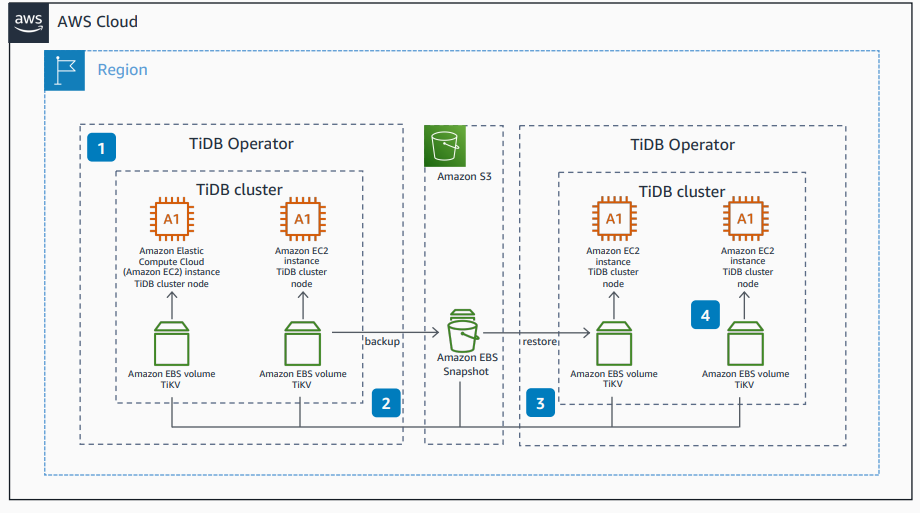 aws
AWS Cloud
Region
1
TiDB Operator
TiDB cluster
A1
Amazon Elastic
Compute Cloud
(Amazon EC2) instance
TiDB cluster node
A1
Amazon EC2
instance
TiDB cluster
node
Amazon EBS volume
TiKV
Amazon EBS volume
TiKV
backup
2
Amazon S3
Amazon EBS
Snapshot
restore
3
TiDB Operator
TiDB cluster
A1
Amazon EC2
instance
TiDB cluster
node
A1
Amazon EC2
instance
TiDB cluster
node
4
Amazon EBS volume
TiKV
Amazon EBS volume
TiKV